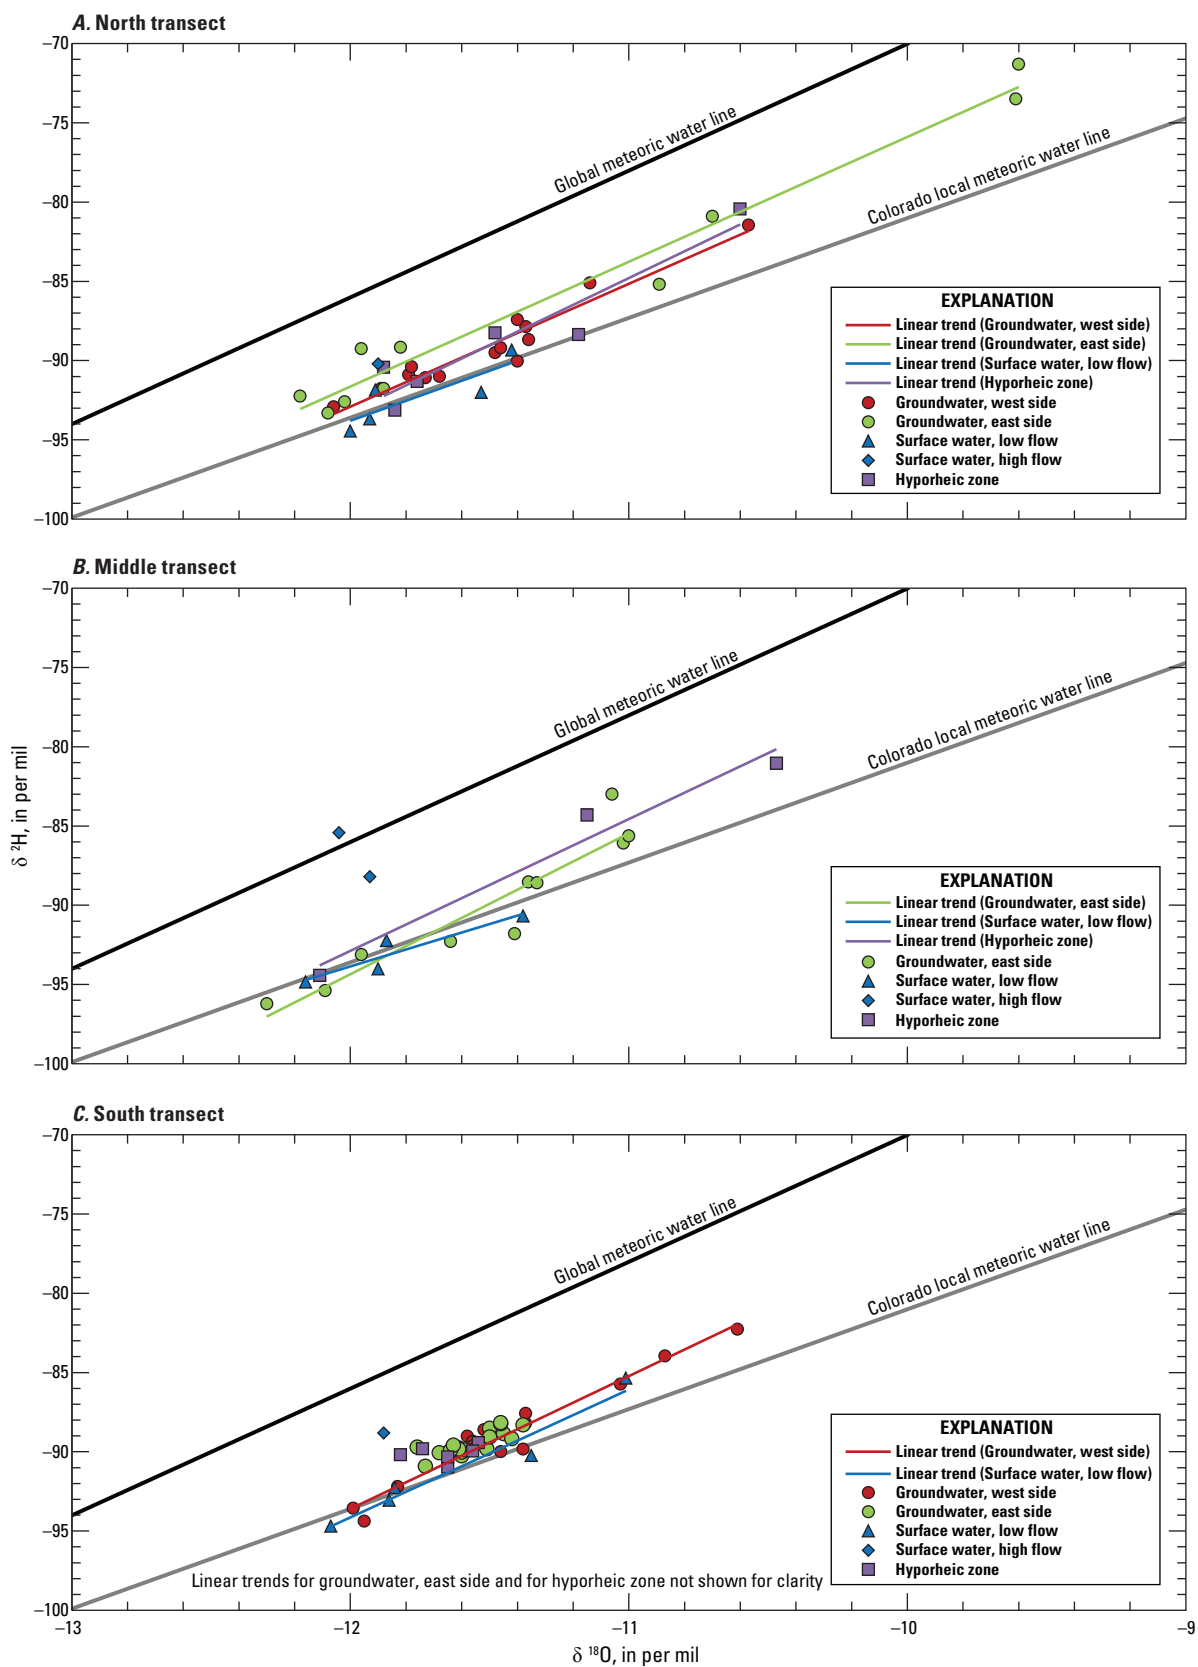 A. North transect
–70
–75
–80
–85
–90
–95
–100
Global meteoric water line
Colorado local meteoric water line
EXPLANATION
Linear trend (Groundwater, west side)
Linear trend (Groundwater, east side)
Linear trend (Surface water, low flow)
Linear trend (Hyporheic zone)
Groundwater, west side
Groundwater, east side
Surface water, low flow
Surface water, high flow
Hyporheic zone
B. Middle transect
–70
–75
–80
–85
–90
–95
–100
δ ²H, in per mil
Global meteoric water line
Colorado local meteoric water line
EXPLANATION
Linear trend (Groundwater, east side)
Linear trend (Surface water, low flow)
Linear trend (Hyporheic zone)
Groundwater, east side
Surface water, low flow
Surface water, high flow
Hyporheic zone
C. South transect
–70
–75
–80
–85
–90
–95
–100
Global meteoric water line
Colorado local meteoric water line
EXPLANATION
Linear trend (Groundwater, west side)
Linear trend (Surface water, low flow)
Groundwater, west side
Groundwater, east side
Surface water, low flow
Surface water, high flow
Hyporheic zone
Linear trends for groundwater, east side and for hyporheic zone not shown for clarity
–13 –12 –11 –10 –9
δ ¹⁸O, in per mil